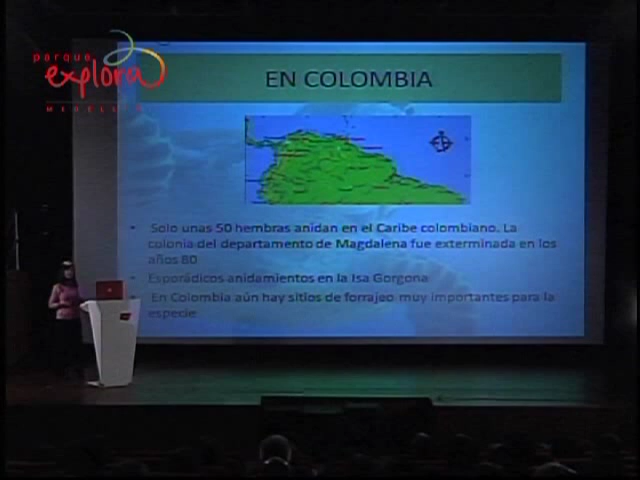 parque
explora
MEDELLÍN
EN COLOMBIA
• Solo unas 50 hembras anidan en el Caribe colombiano. La
colonia del departamento de Magdalena fue exterminada en los
años 80
• Esporádicos anidamientos en la Isa Gorgona
En Colombia aún hay sitios de forrajeo muy importantes para la
especie